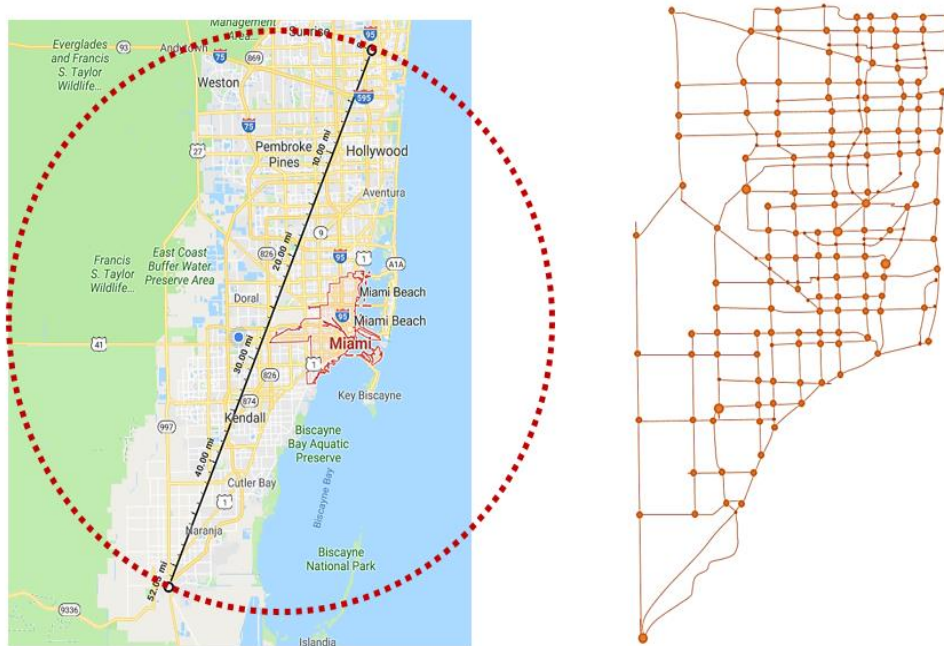 Management
Area...
Sunrise
95
93
Andytown
75
869
Everglades
and Francis
S. Taylor
Wildlife...
Weston
595
75
27
Pembroke
Pines
Hollywood
10.00 mi
Aventura
9
826
20.00 mi
1
95
A1A
East Coast
Buffer Water
Preserve Area
Francis
S. Taylor
Wildlife...
Doral
Miami Beach
95
Miami Beach
41
Miami
30.00 mi
1
826
Key Biscayne
874
Kendall
997
Biscayne
Bay Aquatic
Preserve
40.00 mi
Cutler Bay
1
Biscayne Bay
Naranja
Biscayne
National Park
52.05 mi
9336
Islandia